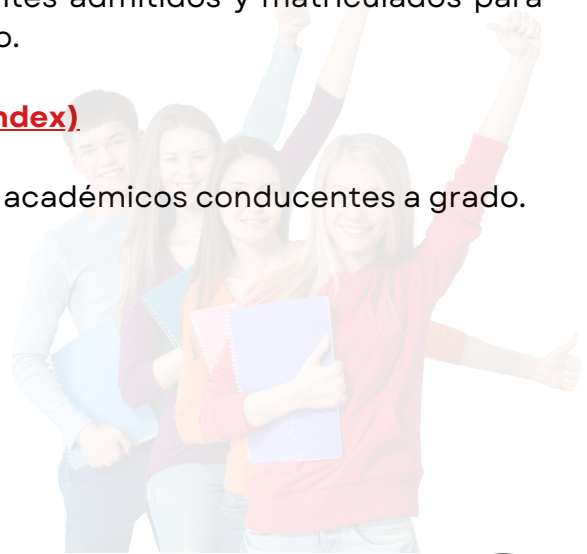 ntes admitidos y matriculados para
o.
ndex)
académicos conducentes a grado.